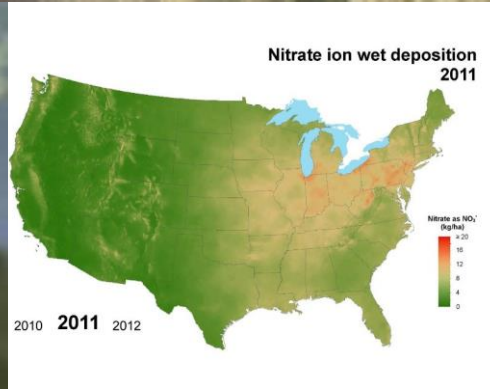 Nitrate ion wet deposition
2011
Nitrate as NO₃⁻
(kg/ha)
≥ 20
16
12
8
4
0
2010 2011 2012